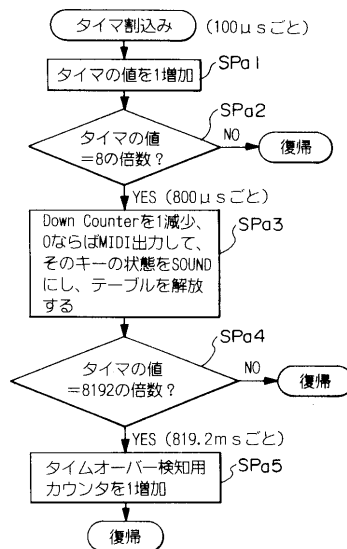 タイマ割込み (100μsごと)
SPa1
タイマの値を1増加
SPa2
タイマの値
=8の倍数?
NO
復帰
YES (800μsごと)
SPa3
Down Counterを1減少、
0ならばMIDI出力して、
そのキーの状態をSOUND
にし、テーブルを解放
する
SPa4
タイマの値
=8192の倍数?
NO
復帰
YES (819.2msごと)
SPa5
タイムオーバー検知用
カウンタを1増加
復帰